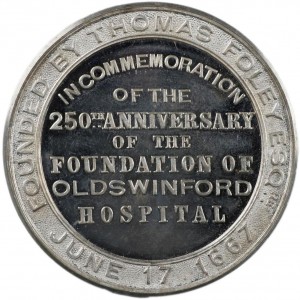 FOUNDED BY THOMAS FOLEY ESQ.
JUNE 17 1667
IN COMMEMORATION
OF THE
250TH ANNIVERSARY
OF THE
FOUNDATION OF
OLDSWINFORD
HOSPITAL